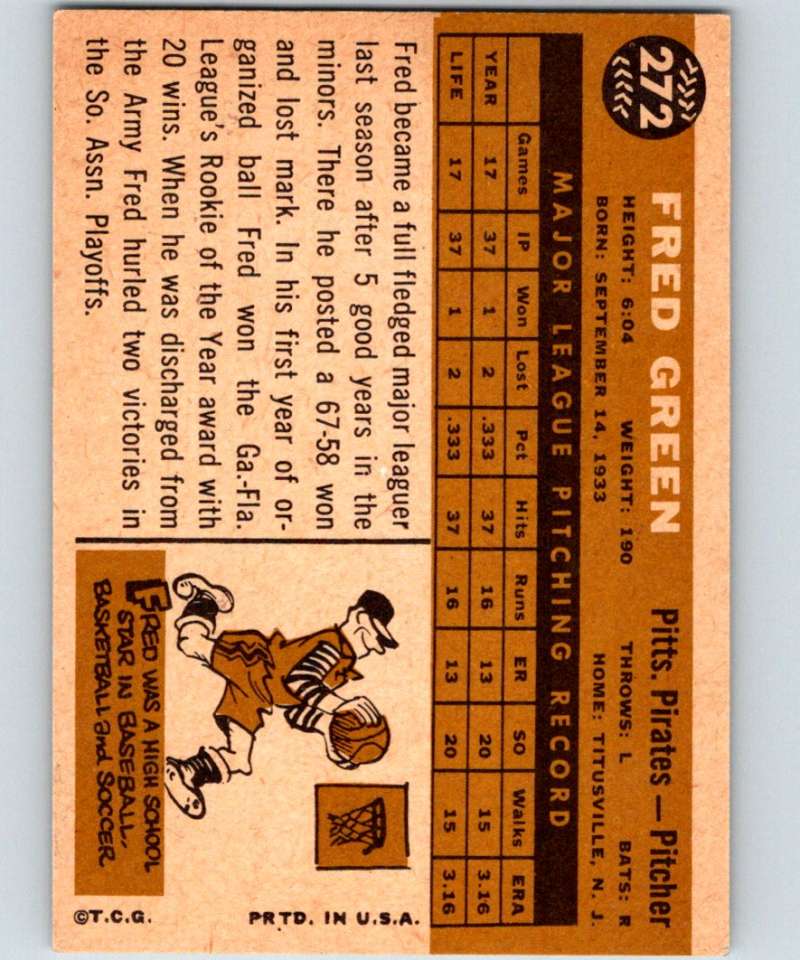 272
FRED GREEN
Pitts. Pirates — Pitcher
HEIGHT: 6:04 WEIGHT: 190 THROWS: L BATS: R
BORN: SEPTEMBER 14, 1933 HOME: TITUSVILLE, N. J.
MAJOR LEAGUE PITCHING RECORD
Games IP Won Lost Pct Hits Runs ER SO Walks ERA
YEAR 17 37 1 2 .333 37 16 13 20 15 3.16
LIFE 17 37 1 2 .333 37 16 13 20 15 3.16
Fred became a full fledged major leaguer
last season after 5 good years in the
minors. There he posted a 67-58 won
and lost mark. In his first year of or-
ganized ball Fred won the Ga.-Fla.
League's Rookie of the Year award with
20 wins. When he was discharged from
the Army Fred hurled two victories in
the So. Assn. Playoffs.
FRED WAS A HIGH SCHOOL
STAR IN BASEBALL,
BASKETBALL and SOCCER
©T.C.G. PRTD. IN U.S.A.